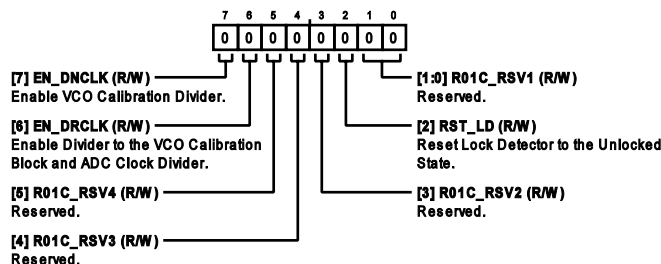 7 6 5 4 3 2 1 0
0 0 0 0 0 0 0 0
[7] EN_DNCLK (R/W)
Enable VCO Calibration Divider.
[6] EN_DRCLK (R/W)
Enable Divider to the VCO Calibration
Block and ADC Clock Divider.
[5] R01C_RSV4 (R/W)
Reserved.
[4] R01C_RSV3 (R/W)
Reserved.
[1:0] R01C_RSV1 (R/W)
Reserved.
[2] RST_LD (R/W)
Reset Lock Detector to the Unlocked
State.
[3] R01C_RSV2 (R/W)
Reserved.